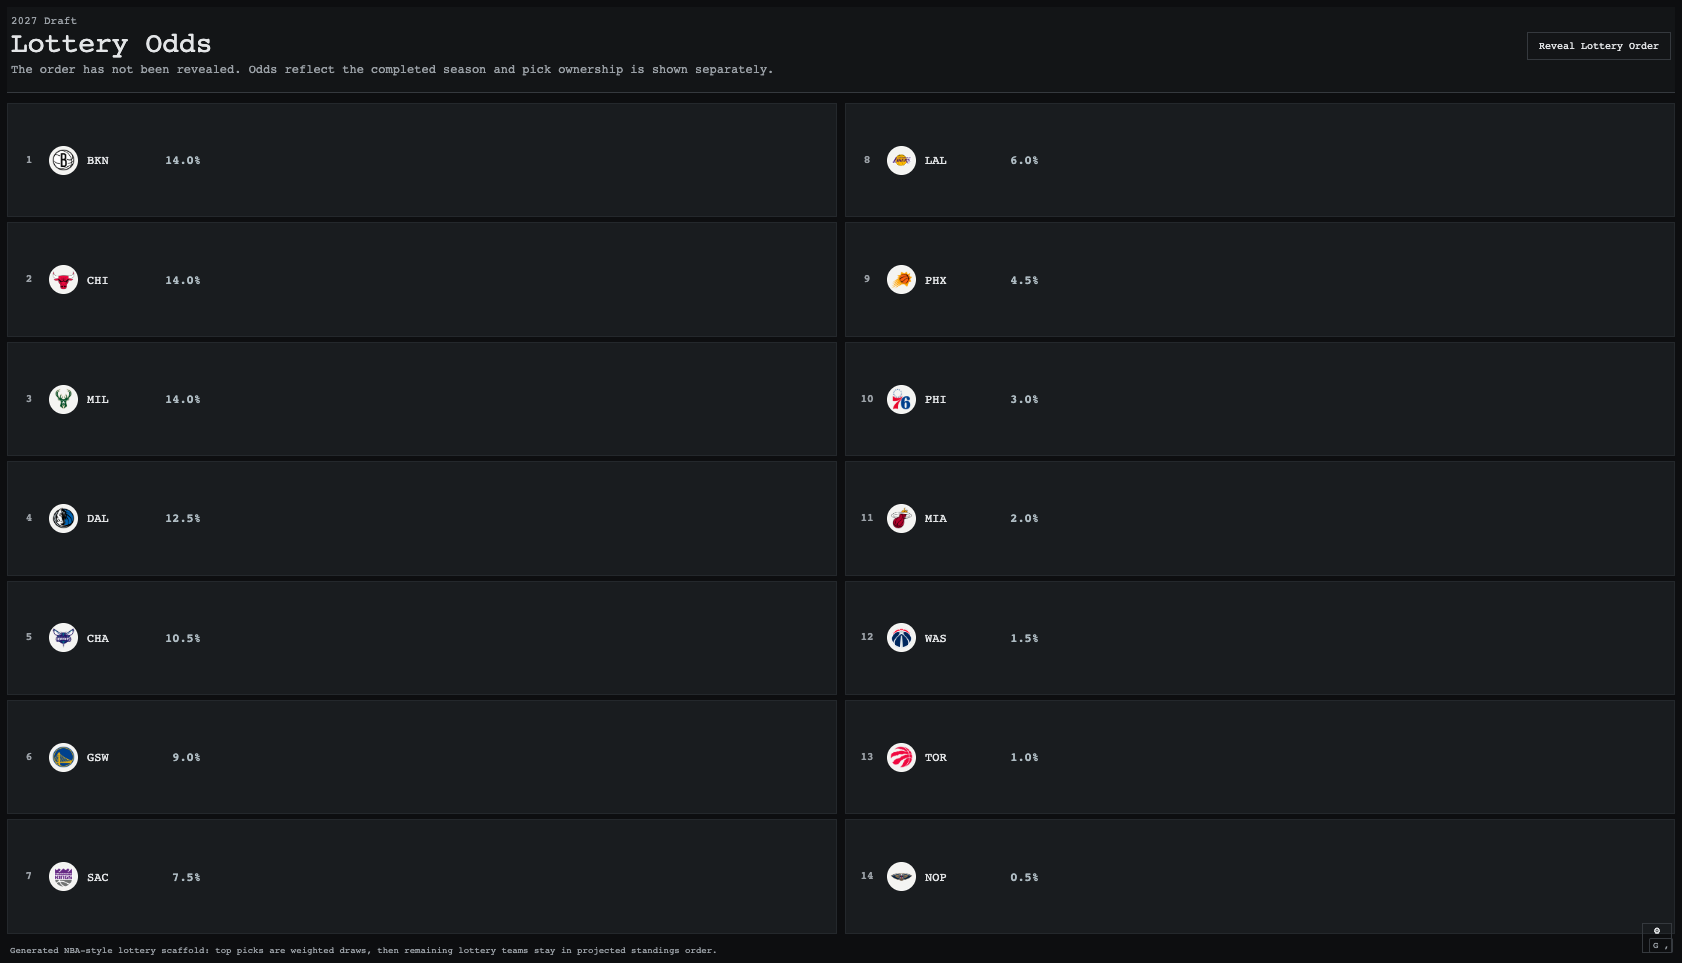 2027 Draft
Lottery Odds
The order has not been revealed. Odds reflect the completed season and pick ownership is shown separately.
Reveal Lottery Order
1 BKN 14.0%
2 CHI 14.0%
3 MIL 14.0%
4 DAL 12.5%
5 CHA 10.5%
6 GSW 9.0%
7 SAC 7.5%
8 LAL 6.0%
9 PHX 4.5%
10 PHI 3.0%
11 MIA 2.0%
12 WAS 1.5%
13 TOR 1.0%
14 NOP 0.5%
Generated NBA-style lottery scaffold: top picks are weighted draws, then remaining lottery teams stay in projected standings order.
G ,